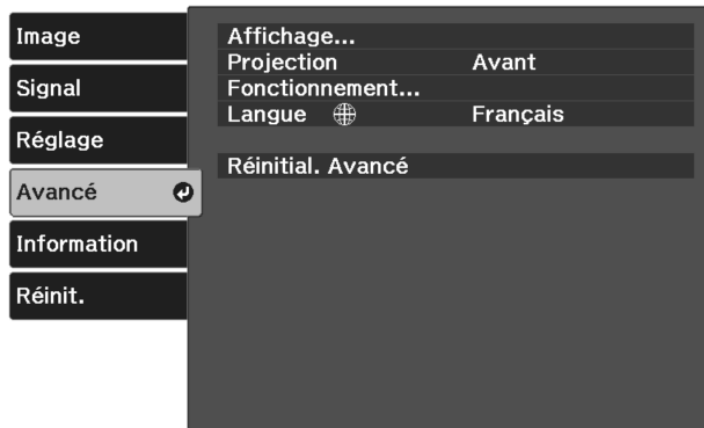 Image
Signal
Réglage
Avancé
Information
Réinit.
Affichage...
Projection Avant
Fonctionnement...
Langue Français
Réinitial. Avancé